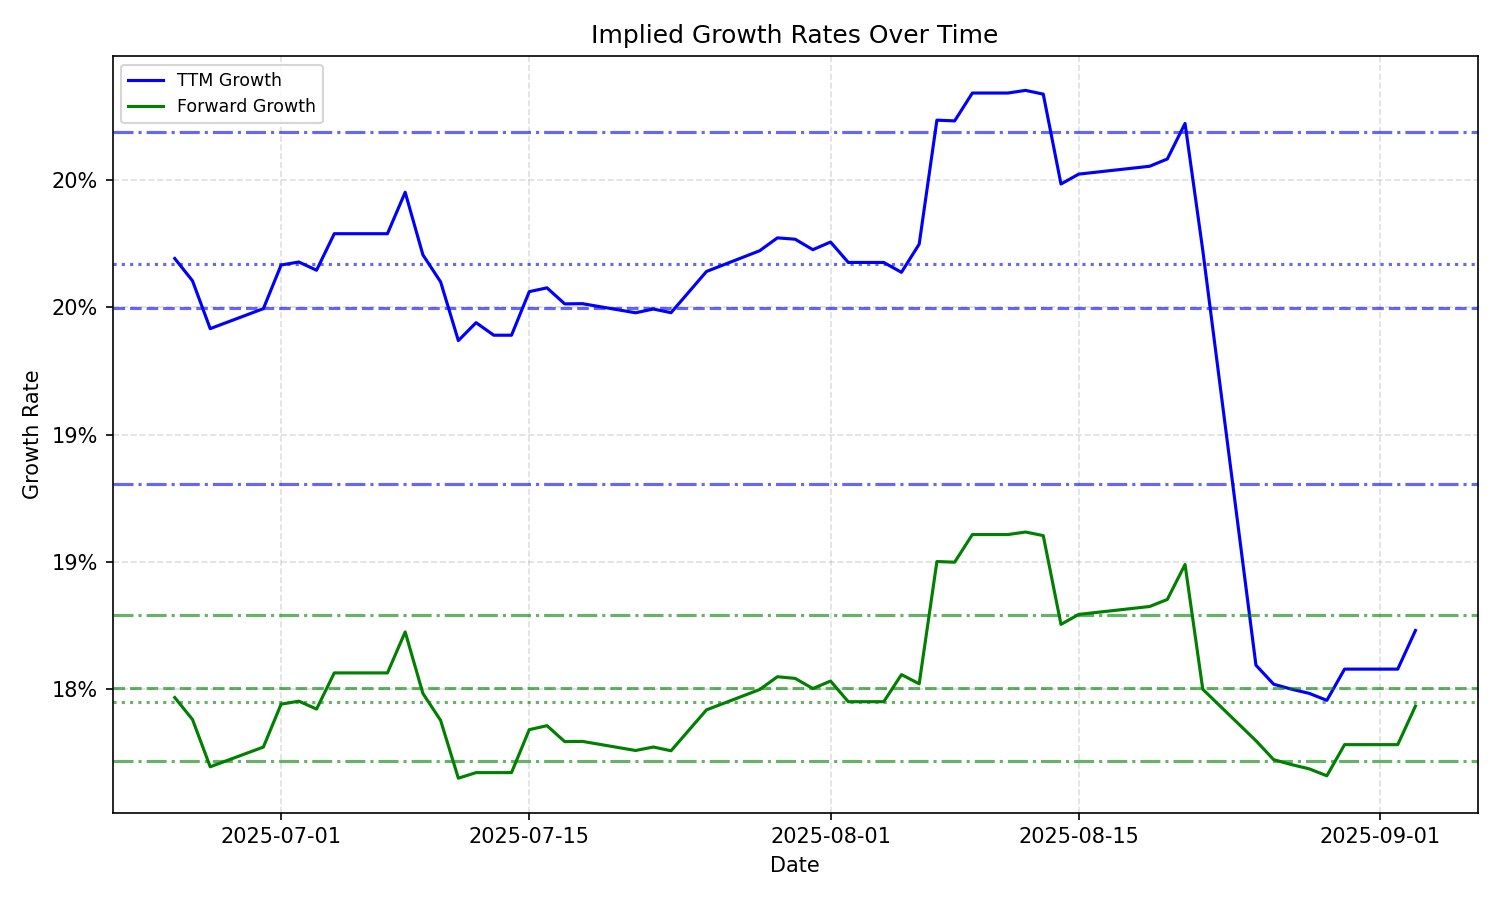 Implied Growth Rates Over Time
TTM Growth
Forward Growth
20%
20%
19%
19%
18%
Growth Rate
2025-07-01
2025-07-15
2025-08-01
2025-08-15
2025-09-01
Date